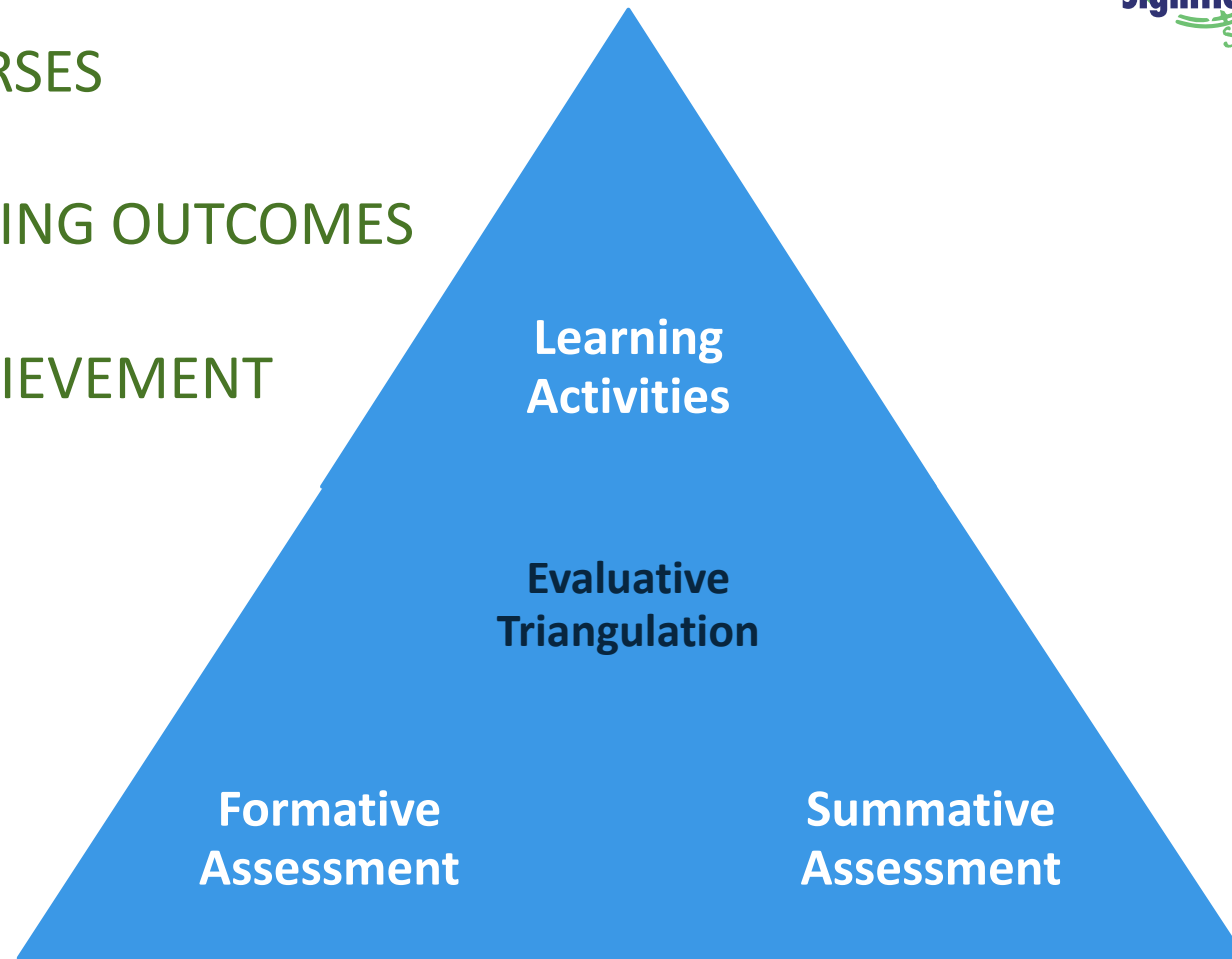 RSES
ING OUTCOMES
IEVEMENT
Learning
Activities
Evaluative
Triangulation
Formative
Assessment
Summative
Assessment